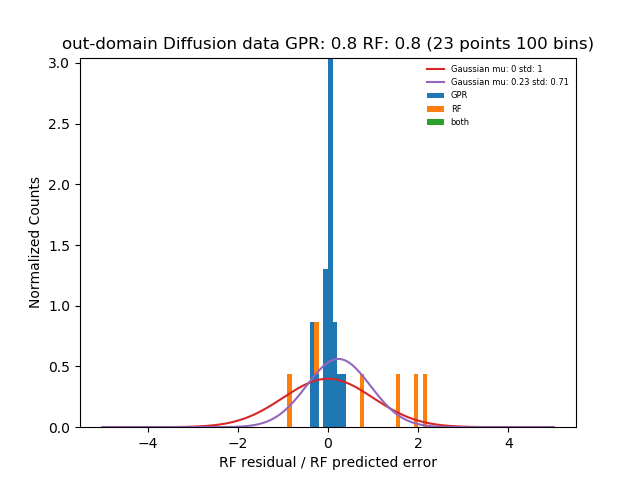 out-domain Diffusion data GPR: 0.8 RF: 0.8 (23 points 100 bins)
Gaussian mu: 0 std: 1
Gaussian mu: 0.23 std: 0.71
GPR
RF
both
Normalized Counts
3.0
2.5
2.0
1.5
1.0
0.5
0.0
−4 −2 0 2 4
RF residual / RF predicted error